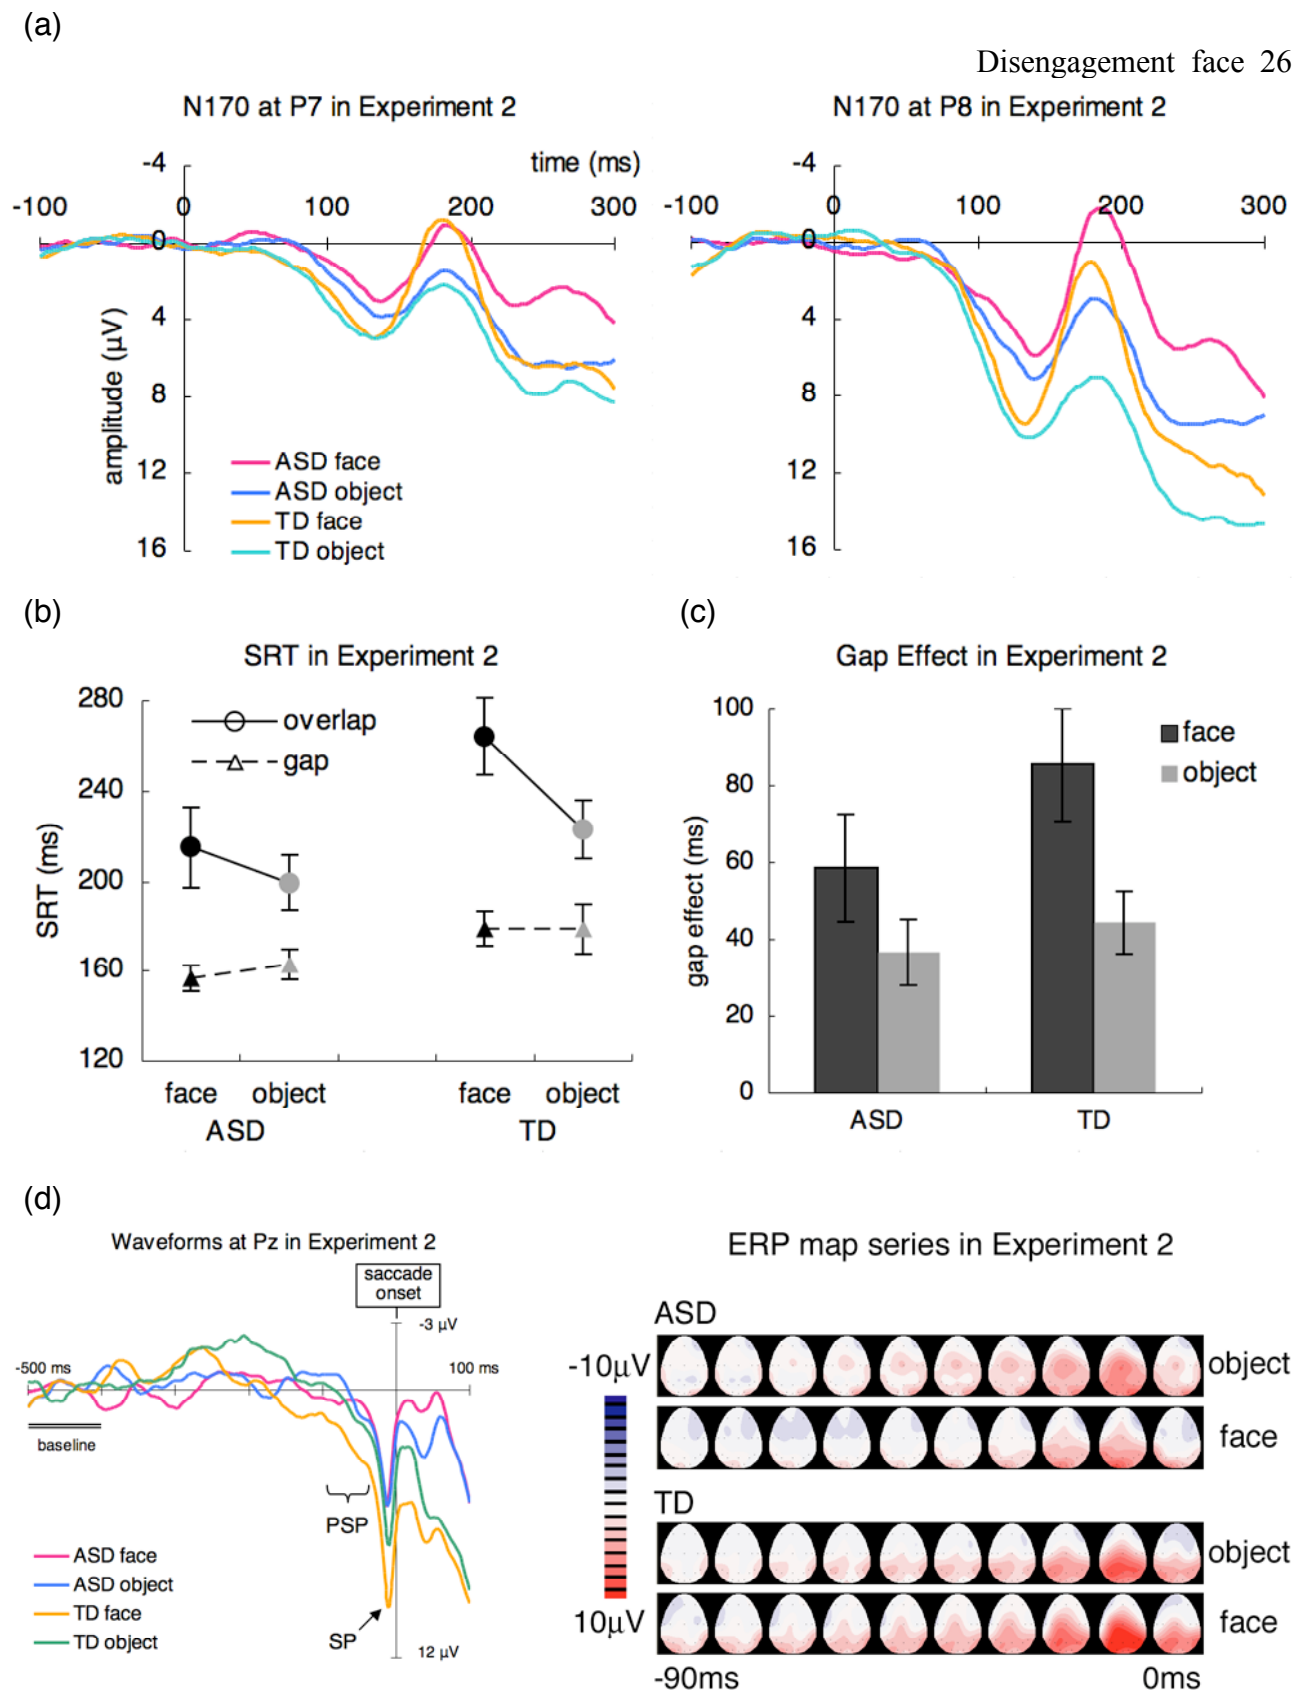 (a)
Disengagement face 26
N170 at P7 in Experiment 2
N170 at P8 in Experiment 2
-4
time (ms)
-100 0 100 200 300
0
4
8
12
16
amplitude (µV)
ASD face
ASD object
TD face
TD object
-4
-100 0 100 200 300
0
4
8
12
16
(b)
(c)
SRT in Experiment 2
280
240
200
160
120
SRT (ms)
overlap
gap
face object face object
ASD TD
Gap Effect in Experiment 2
100
80
60
40
20
0
gap effect (ms)
face
object
ASD TD
(d)
Waveforms at Pz in Experiment 2
saccade
onset
-3 µV
-500 ms
100 ms
baseline
PSP
SP
12 µV
ASD face
ASD object
TD face
TD object
ERP map series in Experiment 2
ASD
-10µV
object
face
TD
object
10µV
face
-90ms 0ms